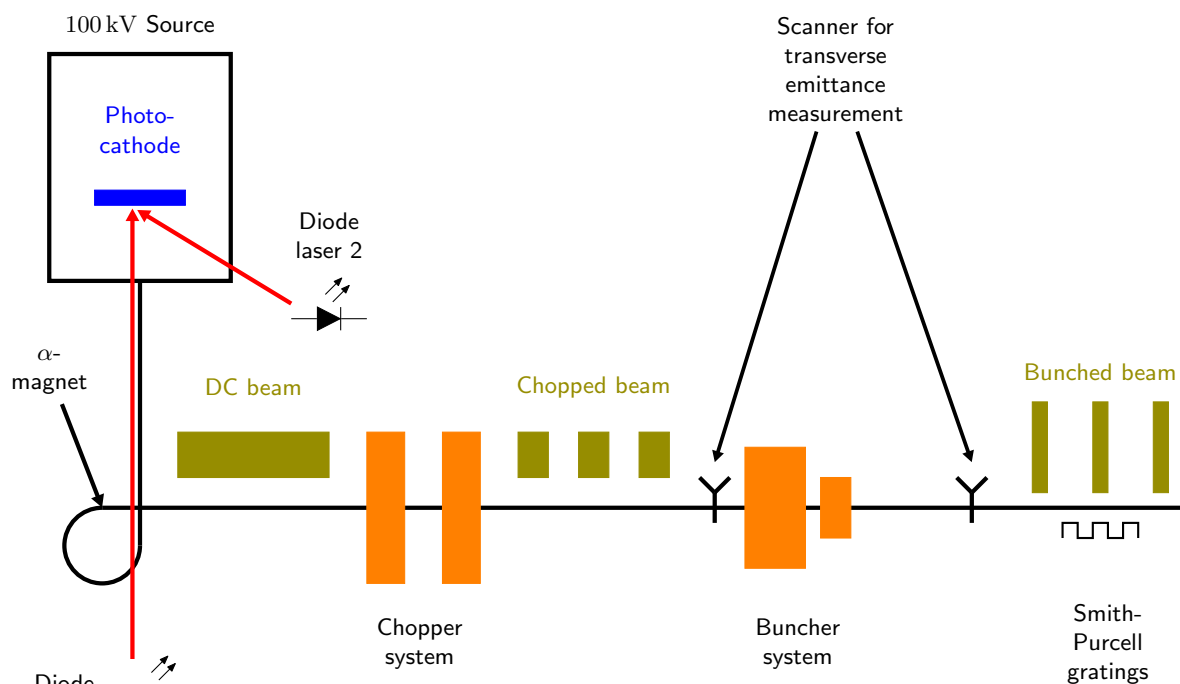 100 kV Source
Photo-
cathode
Scanner for
transverse
emittance
measurement
Diode
laser 2
α-
magnet
DC beam
Chopped beam
Bunched beam
Chopper
system
Buncher
system
Smith-
Purcell
gratings
Diode